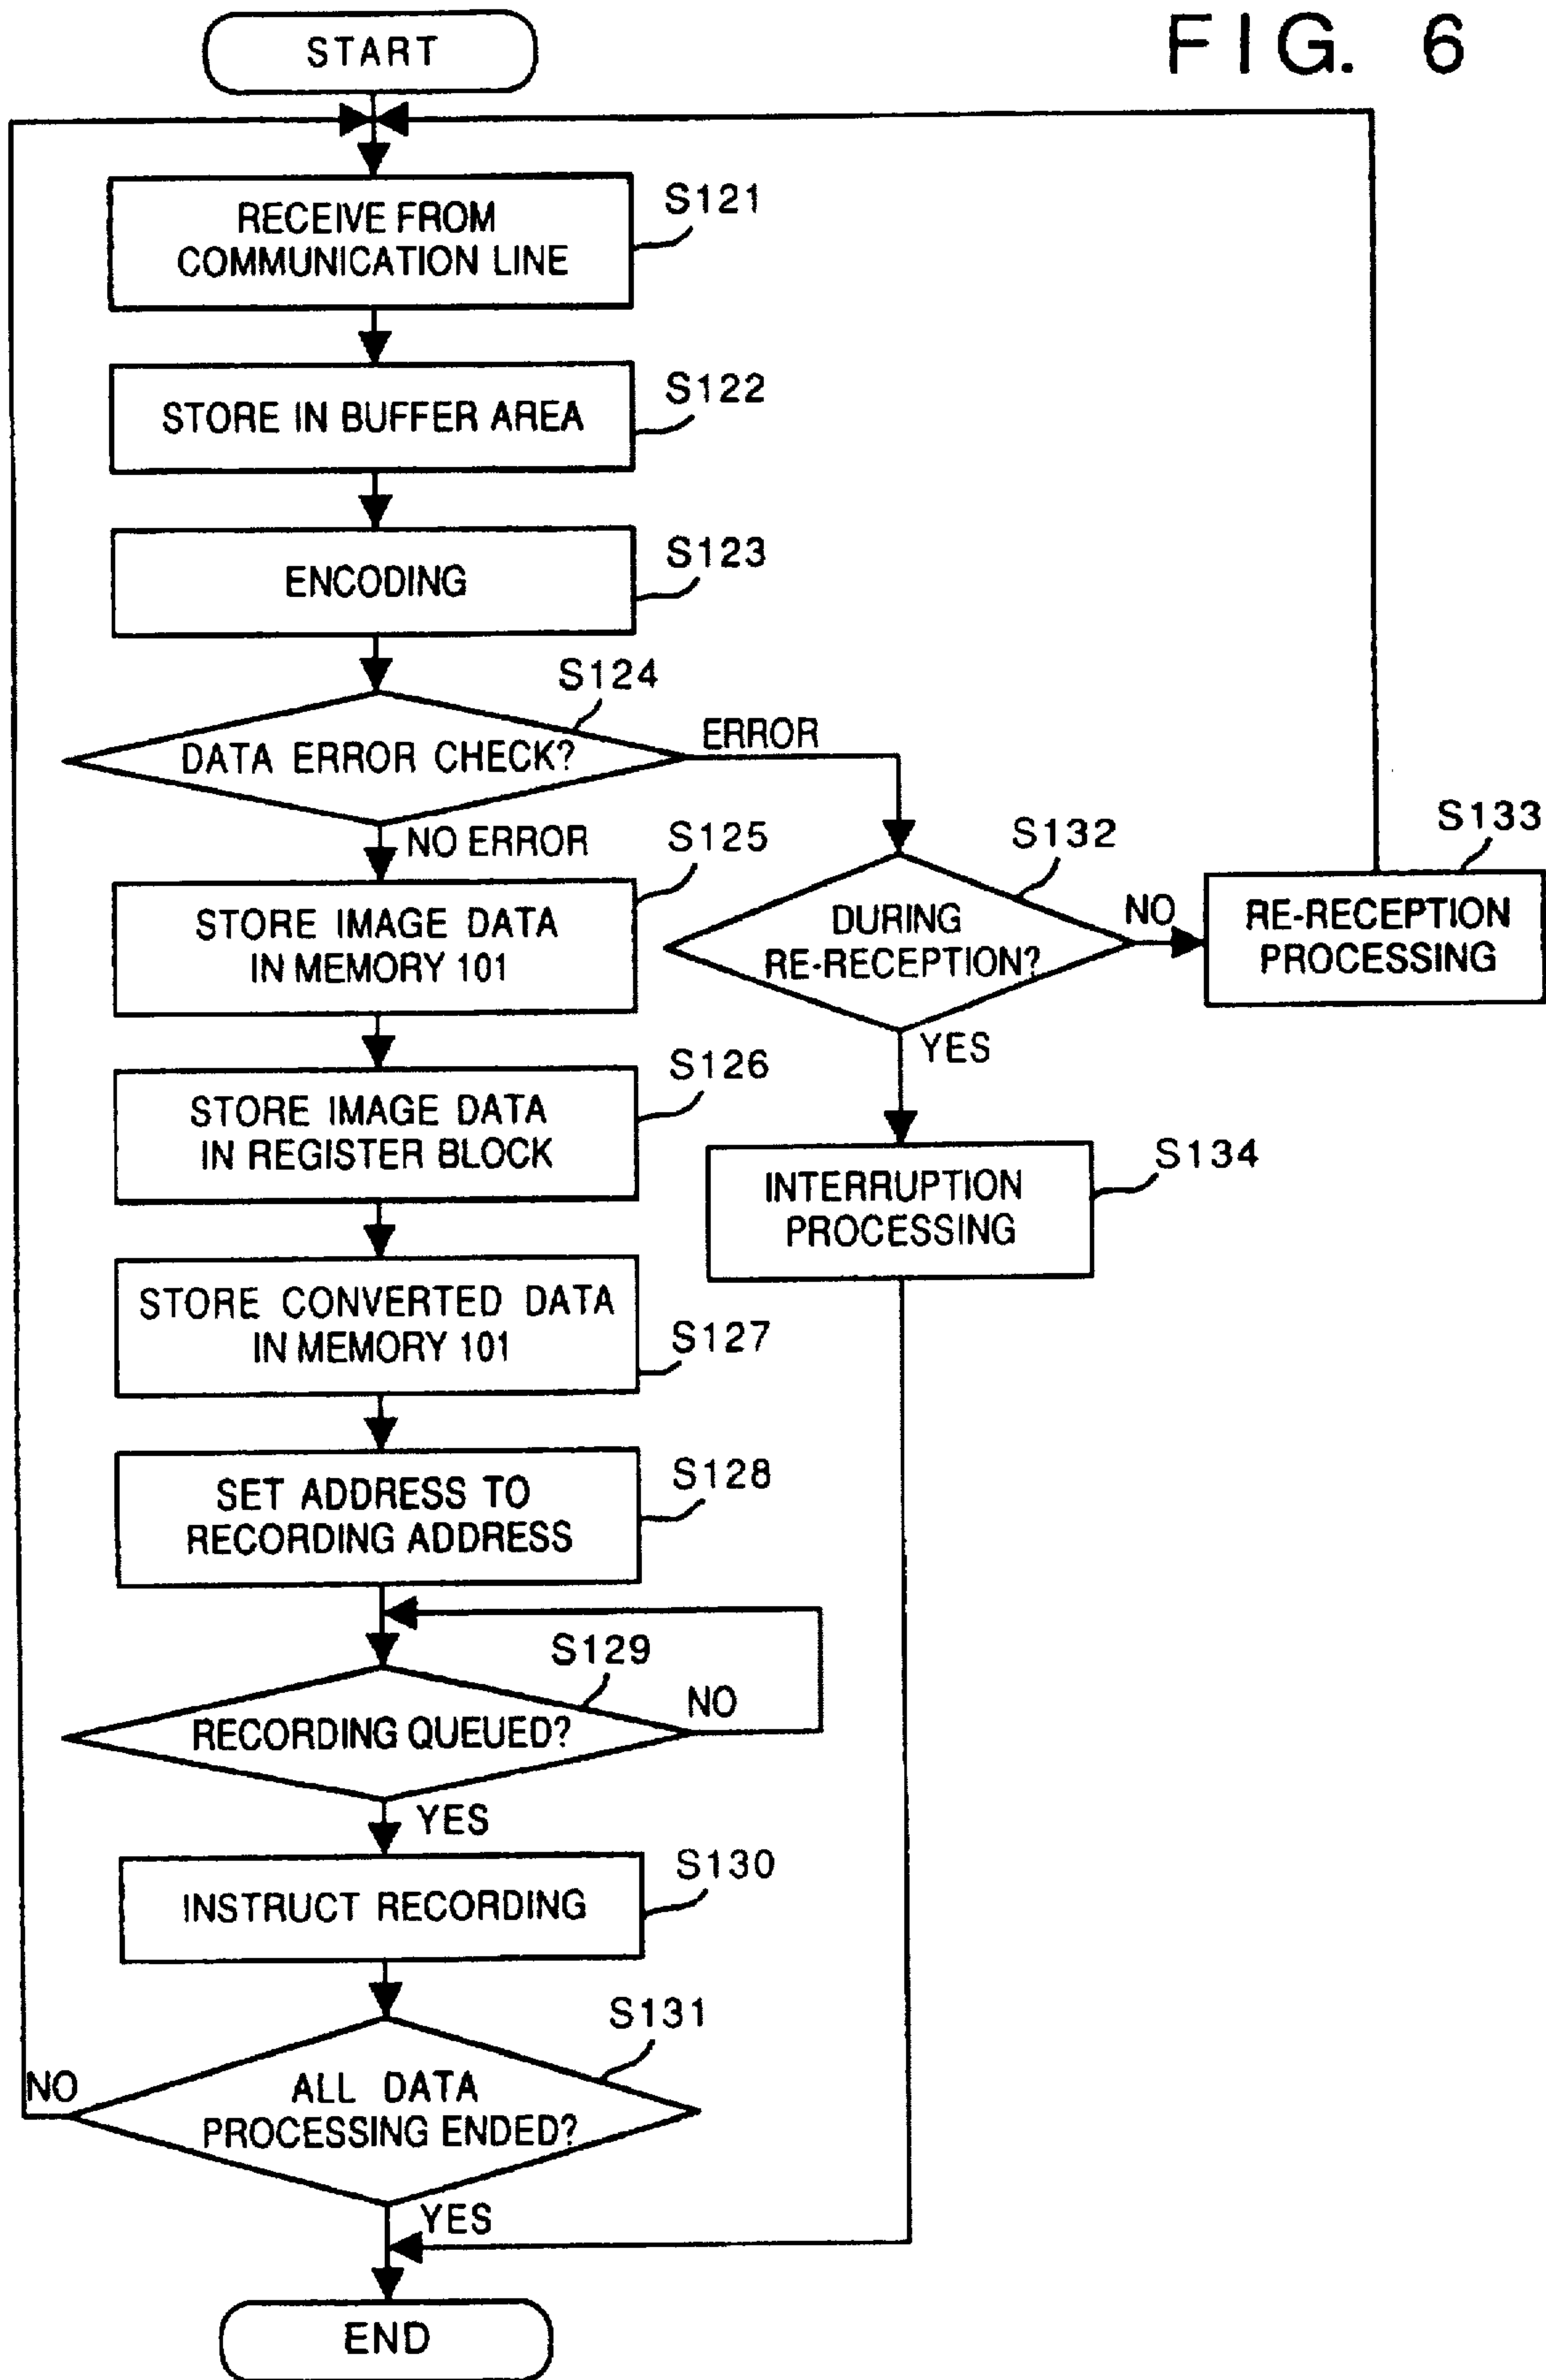 FIG. 6
START
RECEIVE FROM
COMMUNICATION LINE
S121
STORE IN BUFFER AREA
S122
ENCODING
S123
DATA ERROR CHECK?
S124
ERROR
NO ERROR
STORE IMAGE DATA
IN MEMORY 101
S125
DURING
RE-RECEPTION?
S132
NO
RE-RECEPTION
PROCESSING
S133
YES
STORE IMAGE DATA
IN REGISTER BLOCK
S126
INTERRUPTION
PROCESSING
S134
STORE CONVERTED DATA
IN MEMORY 101
S127
SET ADDRESS TO
RECORDING ADDRESS
S128
RECORDING QUEUED?
S129
NO
YES
INSTRUCT RECORDING
S130
ALL DATA
PROCESSING ENDED?
S131
NO
YES
END